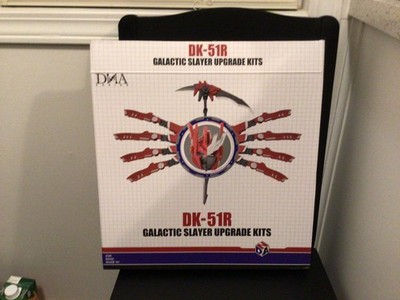 DK-51R
GALACTIC SLAYER UPGRADE KITS
DNA
DK-51R
GALACTIC SLAYER UPGRADE KITS